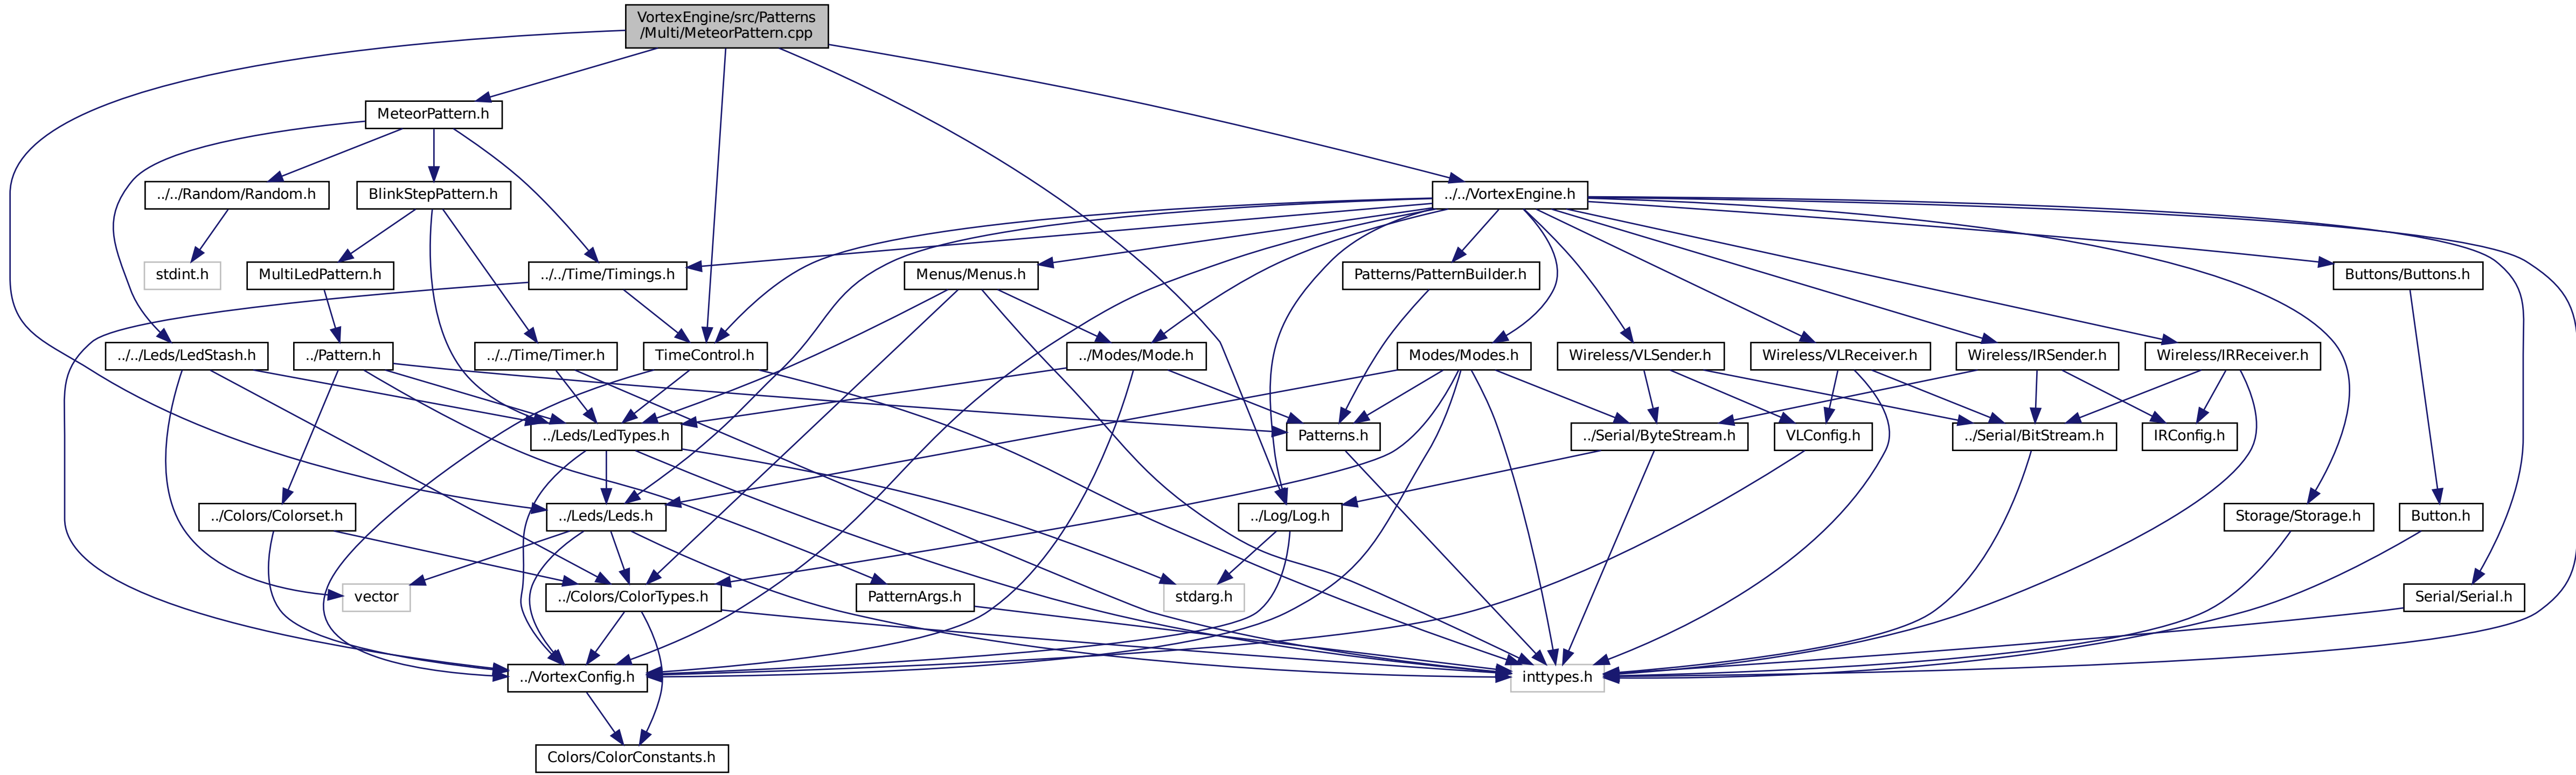 VortexEngine/src/Patterns
/Multi/MeteorPattern.cpp
MeteorPattern.h
../../Random/Random.h
BlinkStepPattern.h
../../VortexEngine.h
stdint.h
MultiLedPattern.h
../../Time/Timings.h
Menus/Menus.h
Patterns/PatternBuilder.h
Buttons/Buttons.h
../../Leds/LedStash.h
../Pattern.h
../../Time/Timer.h
TimeControl.h
../Modes/Mode.h
Modes/Modes.h
Wireless/VLSender.h
Wireless/VLReceiver.h
Wireless/IRSender.h
Wireless/IRReceiver.h
../Leds/LedTypes.h
Patterns.h
../Serial/ByteStream.h
VLConfig.h
../Serial/BitStream.h
IRConfig.h
../Colors/Colorset.h
../Leds/Leds.h
../Log/Log.h
Storage/Storage.h
Button.h
vector
../Colors/ColorTypes.h
PatternArgs.h
stdarg.h
Serial/Serial.h
../VortexConfig.h
inttypes.h
Colors/ColorConstants.h